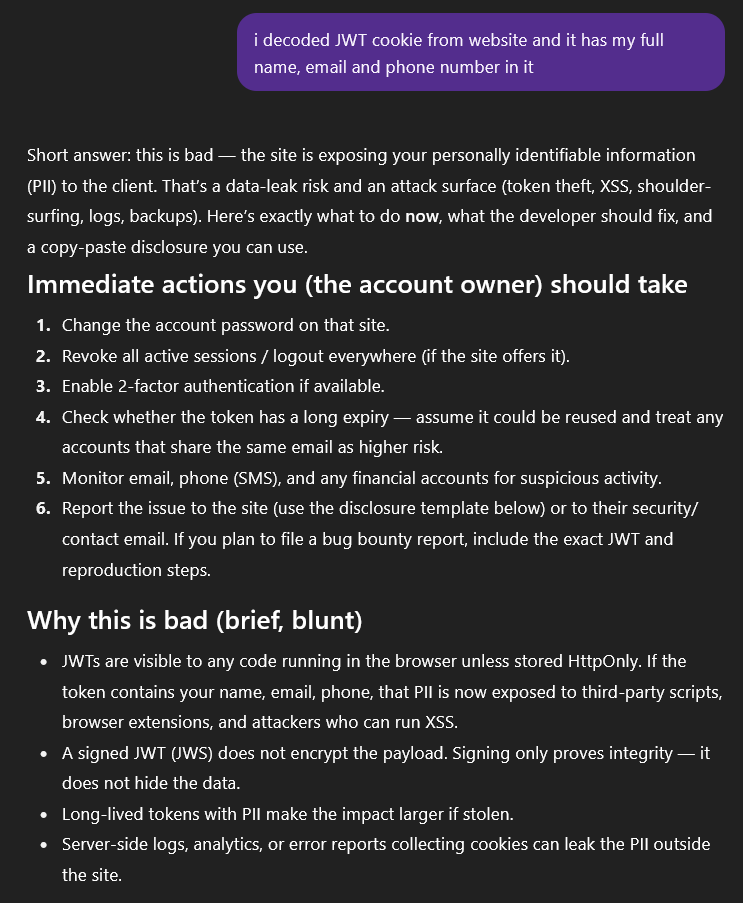 i decoded JWT cookie from website and it has my full
name, email and phone number in it
Short answer: this is bad — the site is exposing your personally identifiable information
(PII) to the client. That's a data-leak risk and an attack surface (token theft, XSS, shoulder-
surfing, logs, backups). Here's exactly what to do now, what the developer should fix, and
a copy-paste disclosure you can use.
Immediate actions you (the account owner) should take
1. Change the account password on that site.
2. Revoke all active sessions / logout everywhere (if the site offers it).
3. Enable 2-factor authentication if available.
4. Check whether the token has a long expiry — assume it could be reused and treat any
accounts that share the same email as higher risk.
5. Monitor email, phone (SMS), and any financial accounts for suspicious activity.
6. Report the issue to the site (use the disclosure template below) or to their security/
contact email. If you plan to file a bug bounty report, include the exact JWT and
reproduction steps.
Why this is bad (brief, blunt)
• JWTs are visible to any code running in the browser unless stored HttpOnly. If the
token contains your name, email, phone, that PII is now exposed to third-party scripts,
browser extensions, and attackers who can run XSS.
• A signed JWT (JWS) does not encrypt the payload. Signing only proves integrity — it
does not hide the data.
• Long-lived tokens with PII make the impact larger if stolen.
• Server-side logs, analytics, or error reports collecting cookies can leak the PII outside
the site.